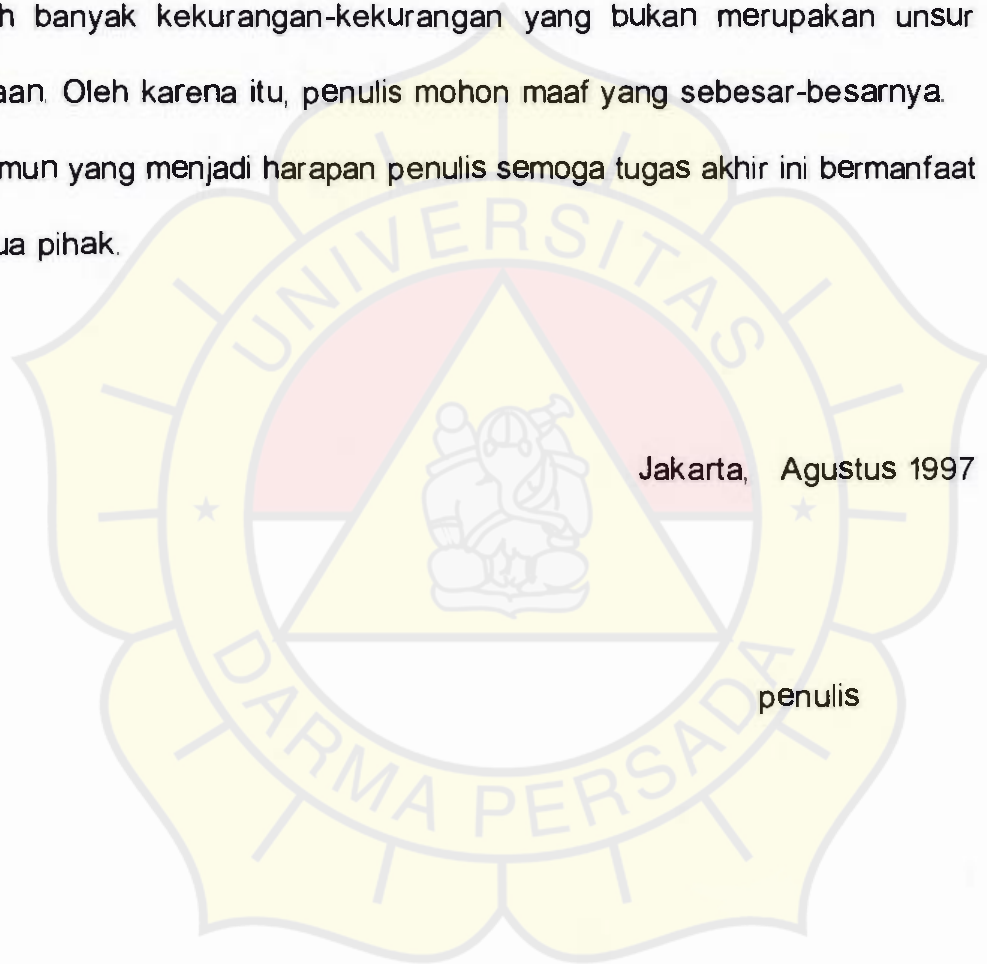 h banyak kekurangan-kekurangan yang bukan merupakan unsur
aan. Oleh karena itu, penulis mohon maaf yang sebesar-besarnya.
mun yang menjadi harapan penulis semoga tugas akhir ini bermanfaat
ua pihak.
UNIVERSITAS
Jakarta, Agustus 1997
penulis
DARMA PERSADA